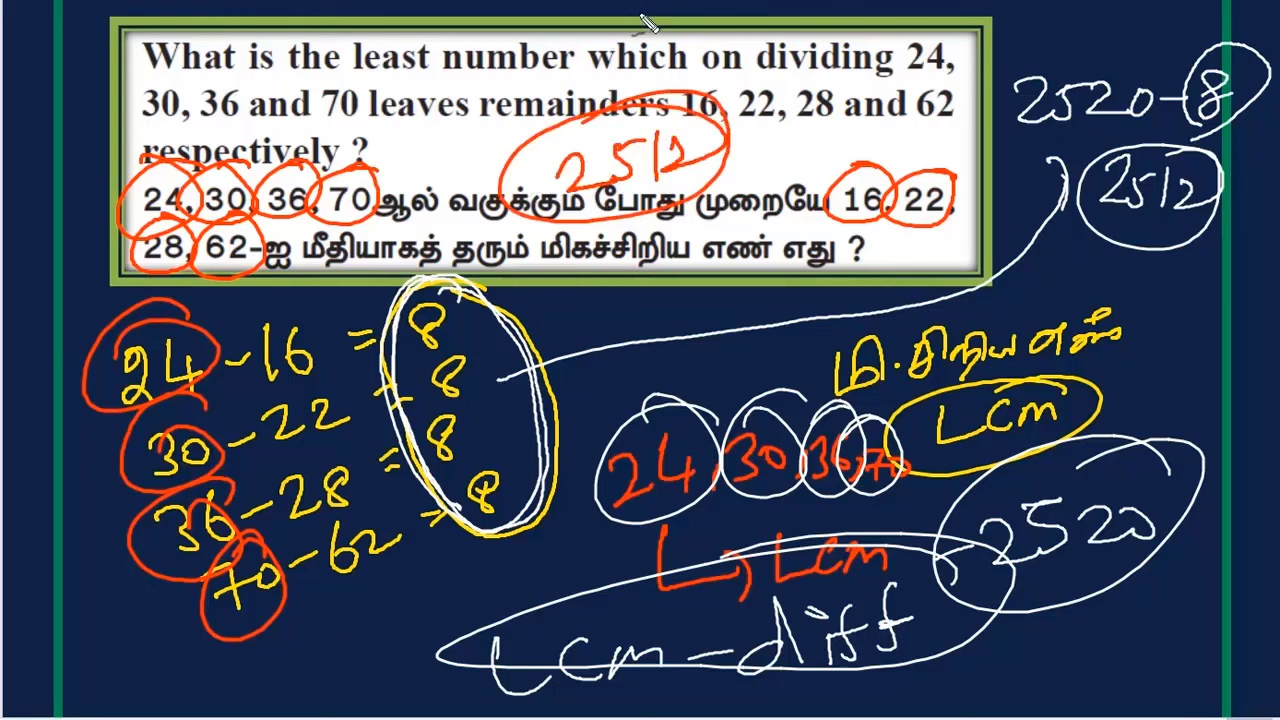 What is the least number which on dividing 24,
30, 36 and 70 leaves remainders 16, 22, 28 and 62
respectively ?
24, 30, 36, 70ஆல் வகுக்கும் போது முறையே 16, 22,
28, 62-ஐ மீதியாகத் தரும் மிகச்சிறிய எண் எது ?
2512
2520-8
2512
24-16=8
30-22=8
36-28=8
70-62=8
மி.சிறிய எண்
LCM
24,30,36,70
LCM
2520
LCM-diff